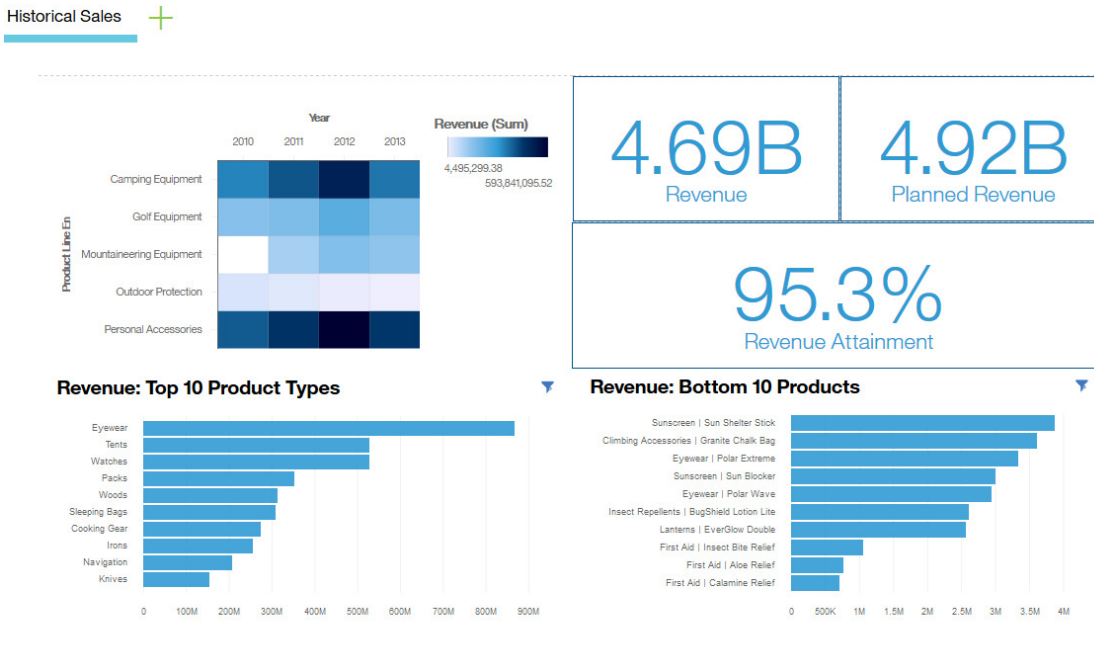 Historical Sales
Year
2010 2011 2012 2013
Revenue (Sum)
4,495,299.38
593,841,095.52
Product Line En
Camping Equipment
Golf Equipment
Mountaineering Equipment
Outdoor Protection
Personal Accessories
4.69B
Revenue
4.92B
Planned Revenue
95.3%
Revenue Attainment
Revenue: Top 10 Product Types
Eyewear
Tents
Watches
Packs
Woods
Sleeping Bags
Cooking Gear
Irons
Navigation
Knives
0 100M 200M 300M 400M 500M 600M 700M 800M 900M
Revenue: Bottom 10 Products
Sunscreen | Sun Shelter Stick
Climbing Accessories | Granite Chalk Bag
Eyewear | Polar Extreme
Sunscreen | Sun Blocker
Eyewear | Polar Wave
Insect Repellents | BugShield Lotion Lite
Lanterns | EverGlow Double
First Aid | Insect Bite Relief
First Aid | Aloe Relief
First Aid | Calamine Relief
0 500K 1M 1.5M 2M 2.5M 3M 3.5M 4M